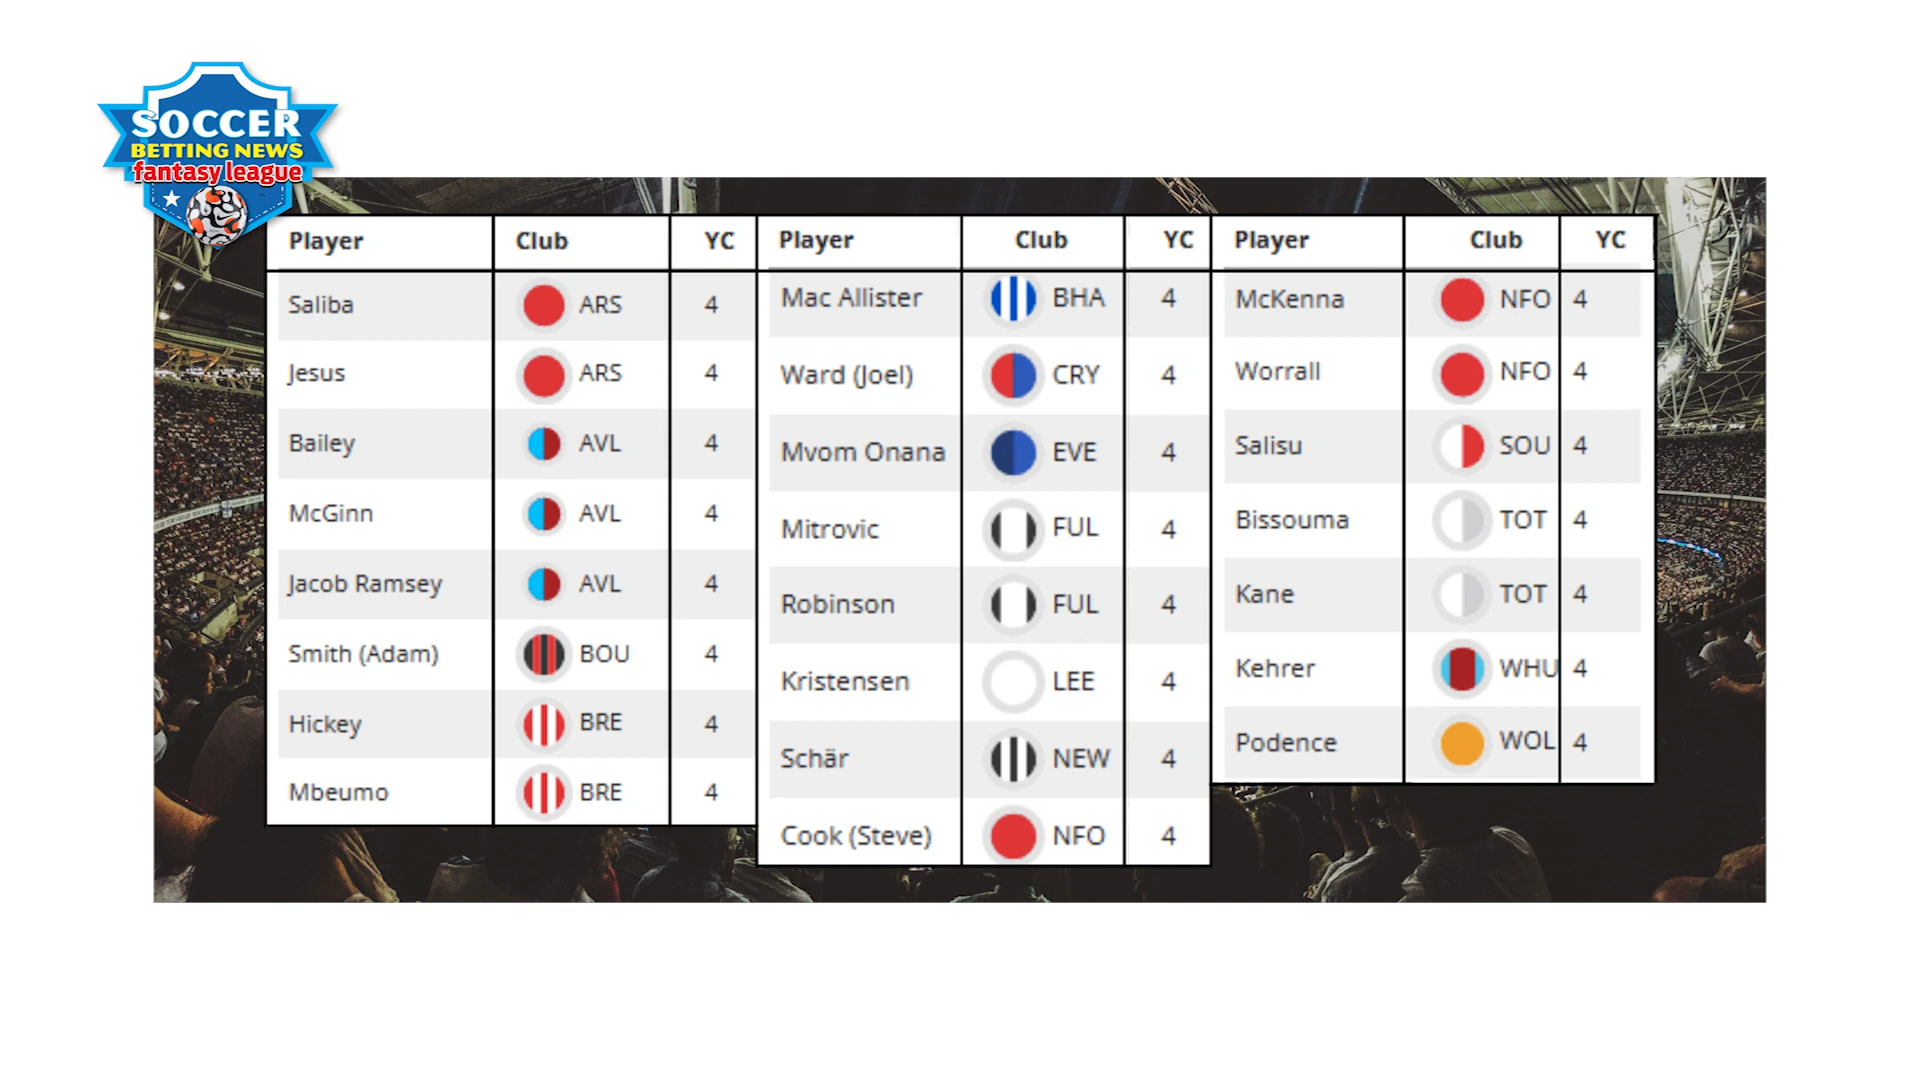 SOCCER
BETTING NEWS
fantasy league
Player Club YC
Saliba ARS 4
Jesus ARS 4
Bailey AVL 4
McGinn AVL 4
Jacob Ramsey AVL 4
Smith (Adam) BOU 4
Hickey BRE 4
Mbeumo BRE 4
Player Club YC
Mac Allister BHA 4
Ward (Joel) CRY 4
Mvom Onana EVE 4
Mitrovic FUL 4
Robinson FUL 4
Kristensen LEE 4
Schär NEW 4
Cook (Steve) NFO 4
Player Club YC
McKenna NFO 4
Worrall NFO 4
Salisu SOU 4
Bissouma TOT 4
Kane TOT 4
Kehrer WHU 4
Podence WOL 4